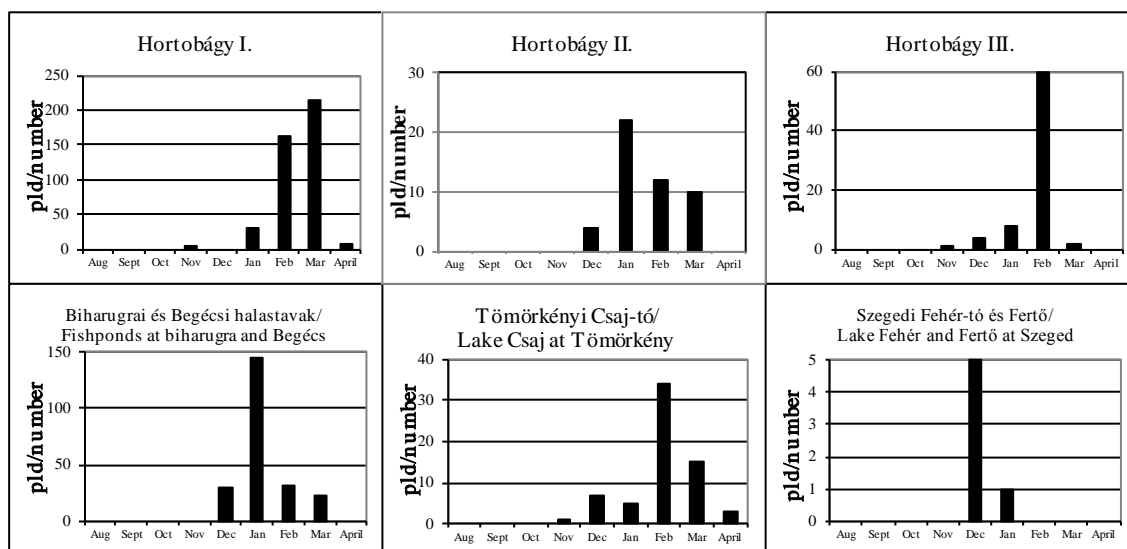 Hortobágy I.
pld/number
250
200
150
100
50
0
Aug Sept Oct Nov Dec Jan Feb Mar April
Hortobágy II.
pld/number
30
20
10
0
Aug Sept Oct Nov Dec Jan Feb Mar April
Hortobágy III.
pld/number
60
40
20
0
Aug Sept Oct Nov Dec Jan Feb Mar April
Biharugrai és Begécsi halastavak/
Fishponds at biharugra and Begécs
pld/number
150
100
50
0
Aug Sept Oct Nov Dec Jan Feb Mar April
Tömörkényi Csaj-tó/
Lake Csaj at Tömörkény
pld/number
40
30
20
10
0
Aug Sept Oct Nov Dec Jan Feb Mar April
Szegedi Fehér-tó és Fertő/
Lake Fehér and Fertő at Szeged
pld/number
5
4
3
2
1
0
Aug Sept Oct Nov Dec Jan Feb Mar April